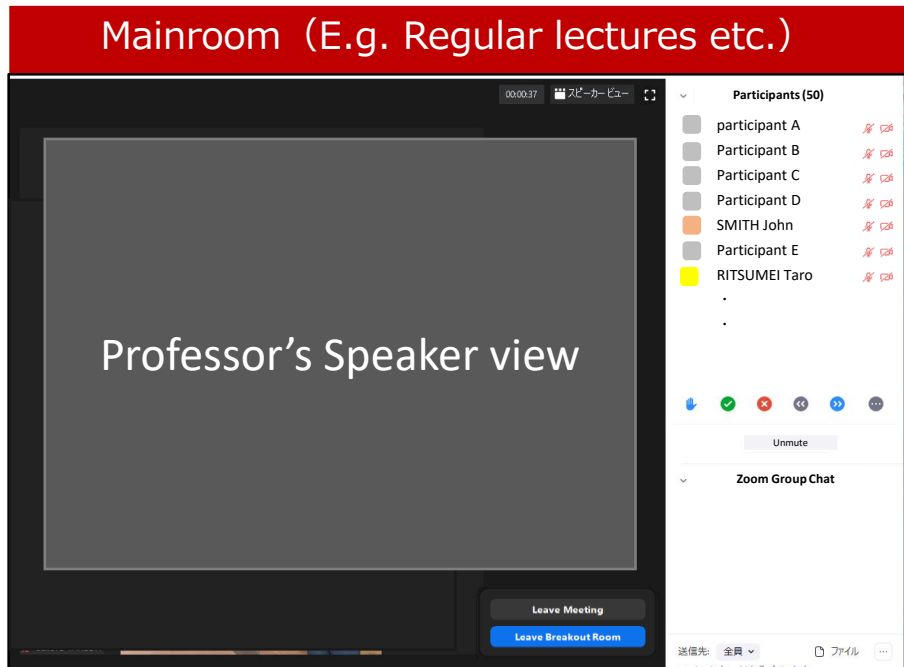 Mainroom（E.g. Regular lectures etc.）
00:00:37 スピーカー ビュー
Participants (50)
participant A
Participant B
Participant C
Participant D
SMITH John
Participant E
RITSUMEI Taro
・
・
Professor’s Speaker view
Unmute
Zoom Group Chat
Leave Meeting
Leave Breakout Room
送信先: 全員 ファイル ...